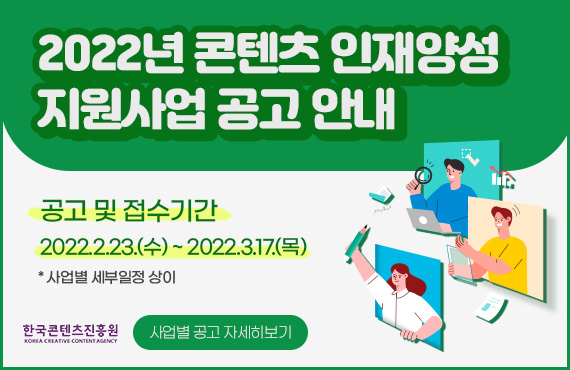 2022년 콘텐츠 인재양성
지원사업 공고 안내
공고 및 접수기간
2022.2.23.(수) ~ 2022.3.17.(목)
* 사업별 세부일정 상이
한국콘텐츠진흥원
KOREA CREATIVE CONTENT AGENCY
사업별 공고 자세히보기